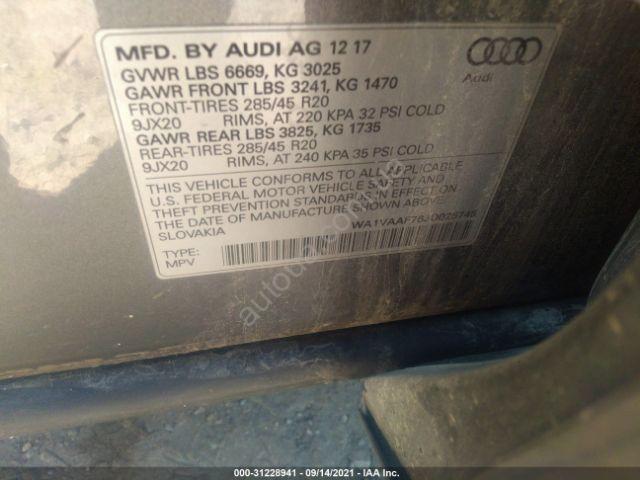 MFD. BY AUDI AG 12 17
GVWR LBS 6669, KG 3025
GAWR FRONT LBS 3241, KG 1470
FRONT-TIRES 285/45 R20
9JX20 RIMS, AT 220 KPA 32 PSI COLD
GAWR REAR LBS 3825, KG 1735
REAR-TIRES 285/45 R20
9JX20 RIMS, AT 240 KPA 35 PSI COLD
Audi
THIS VEHICLE CONFORMS TO ALL APPLICABLE
U.S. FEDERAL MOTOR VEHICLE SAFETY AND
THEFT PREVENTION STANDARDS IN EFFECT ON
THE DATE OF MANUFACTURE SHOWN ABOVE.
SLOVAKIA
TYPE:
MPV
000-31228941 - 09/14/2021 - IAA Inc.